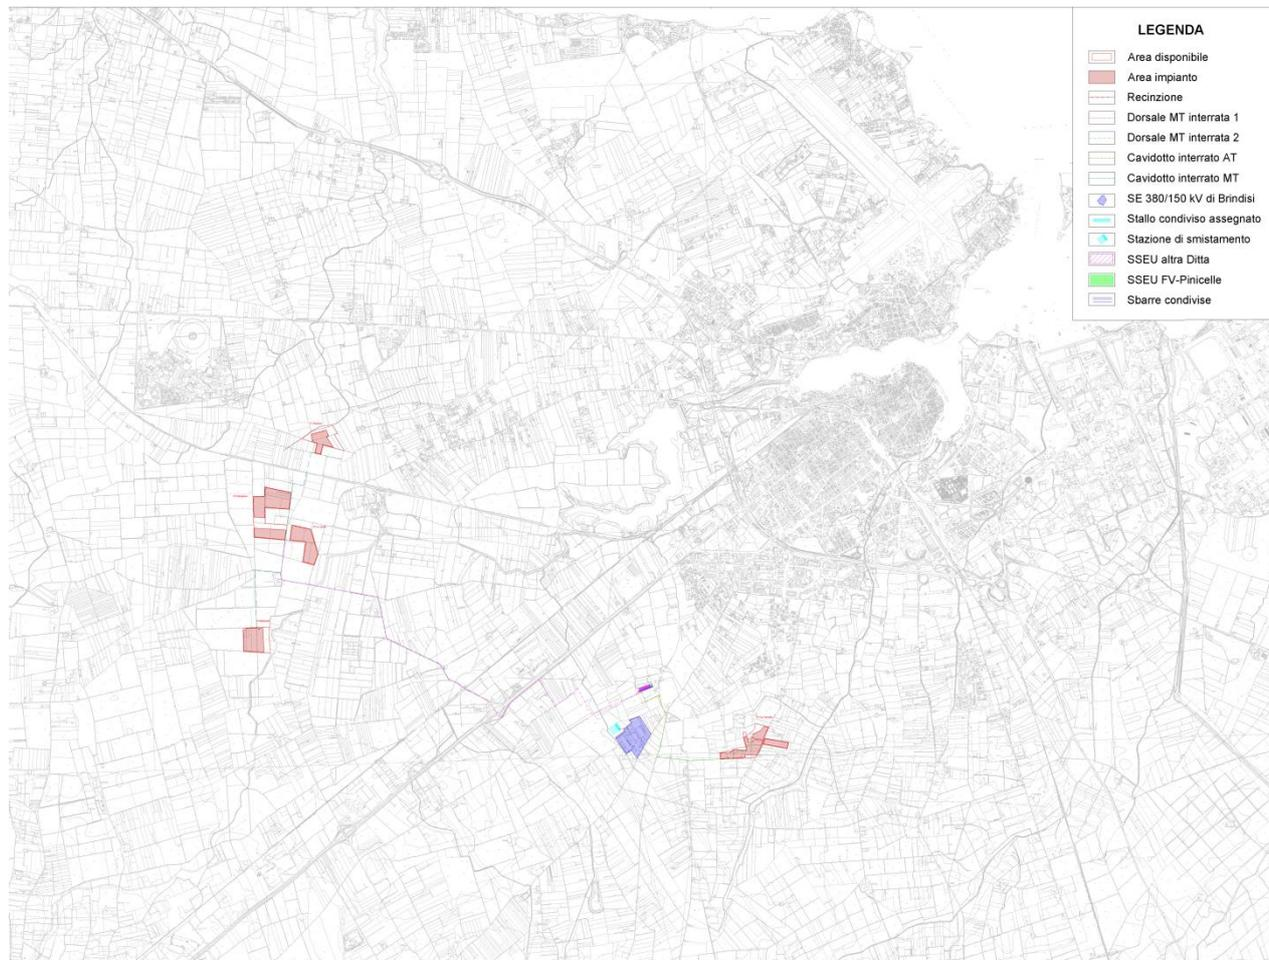 LEGENDA
Area disponibile
Area impianto
Recinzione
Dorsale MT interrata 1
Dorsale MT interrata 2
Cavidotto interrato AT
Cavidotto interrato MT
SE 380/150 kV di Brindisi
Stallo condiviso assegnato
Stazione di smistamento
SSEU altra Ditta
SSEU FV-Pinicelle
Sbarre condivise